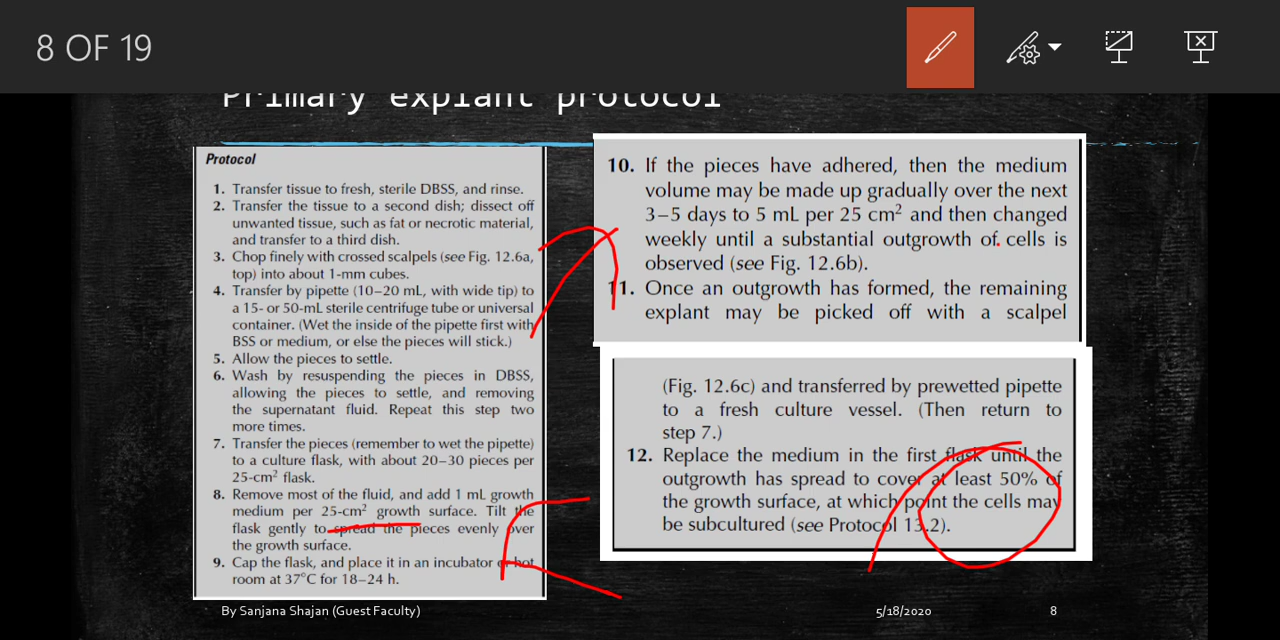 8 OF 19
Primary explant protocol
Protocol
1. Transfer tissue to fresh, sterile DBSS, and rinse.
2. Transfer the tissue to a second dish; dissect off
unwanted tissue, such as fat or necrotic material,
and transfer to a third dish.
3. Chop finely with crossed scalpels (see Fig. 12.6a,
top) into about 1-mm cubes.
4. Transfer by pipette (10–20 mL, with wide tip) to
a 15- or 50-mL sterile centrifuge tube or universal
container. (Wet the inside of the pipette first with
BSS or medium, or else the pieces will stick.)
5. Allow the pieces to settle.
6. Wash by resuspending the pieces in DBSS,
allowing the pieces to settle, and removing
the supernatant fluid. Repeat this step two
more times.
7. Transfer the pieces (remember to wet the pipette)
to a culture flask, with about 20–30 pieces per
25-cm² flask.
8. Remove most of the fluid, and add 1 mL growth
medium per 25-cm² growth surface. Tilt the
flask gently to spread the pieces evenly over
the growth surface.
9. Cap the flask, and place it in an incubator or hot
room at 37°C for 18–24 h.
10. If the pieces have adhered, then the medium
volume may be made up gradually over the next
3–5 days to 5 mL per 25 cm² and then changed
weekly until a substantial outgrowth of cells is
observed (see Fig. 12.6b).
11. Once an outgrowth has formed, the remaining
explant may be picked off with a scalpel
(Fig. 12.6c) and transferred by prewetted pipette
to a fresh culture vessel. (Then return to
step 7.)
12. Replace the medium in the first flask until the
outgrowth has spread to cover at least 50% of
the growth surface, at which point the cells may
be subcultured (see Protocol 13.2).
By Sanjana Shajan (Guest Faculty)
5/18/2020
8